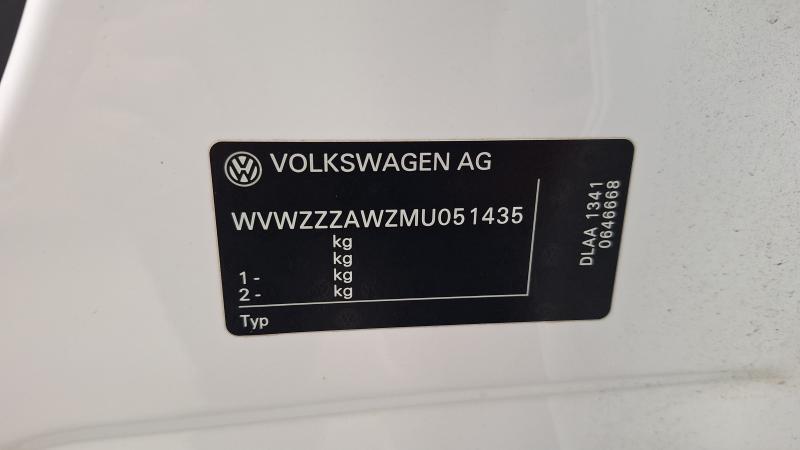 VOLKSWAGEN AG
WVWZZZAWZMU051435
kg
kg
1 - kg
2 - kg
Typ
DLAA 1341
0646668